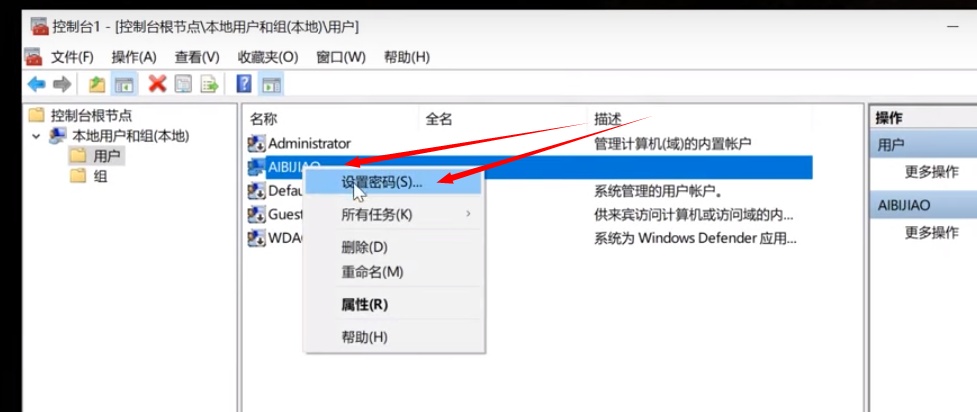 控制台1 - [控制台根节点\本地用户和组(本地)\用户]
文件(F) 操作(A) 查看(V) 收藏夹(O) 窗口(W) 帮助(H)
控制台根节点
本地用户和组(本地)
用户
组
名称 全名 描述
Administrator 管理计算机(域)的内置帐户
AIBIJIAO
Defau 系统管理的用户帐户。
Guest 供来宾访问计算机或访问域的内...
WDAG 系统为 Windows Defender 应用...
设置密码(S)...
所有任务(K)
删除(D)
重命名(M)
属性(R)
帮助(H)
操作
用户
更多操作
AIBIJIAO
更多操作